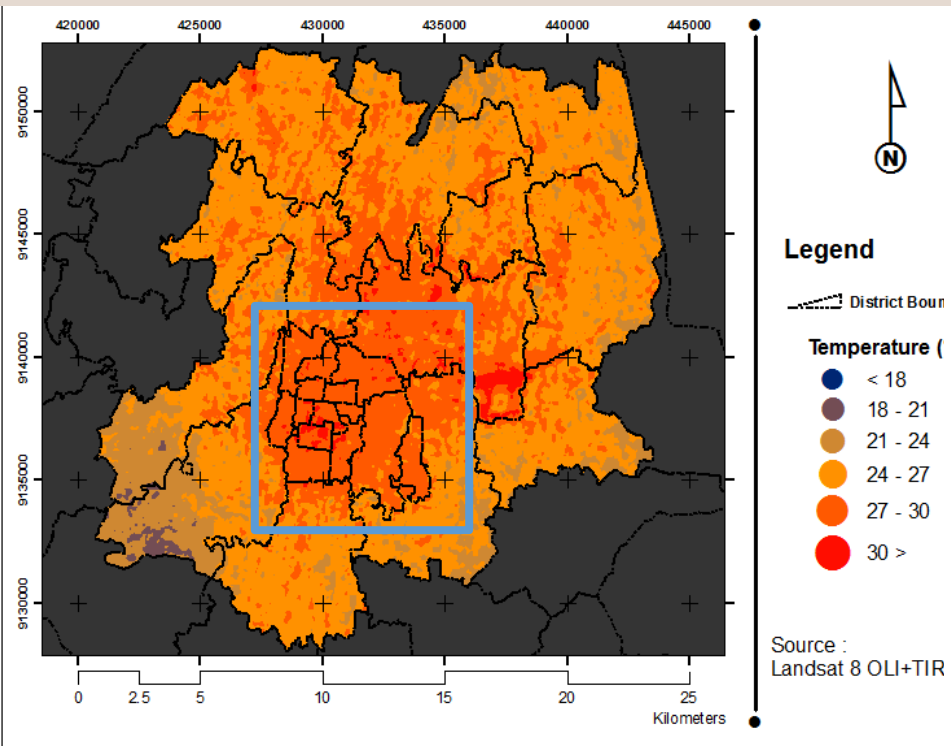 420000 425000 430000 435000 440000 445000
9150000
9145000
9140000
9135000
9130000
N
Legend
District Boun
Temperature (
< 18
18 - 21
21 - 24
24 - 27
27 - 30
30 >
Source :
Landsat 8 OLI+TIR
0 2.5 5 10 15 20 25
Kilometers